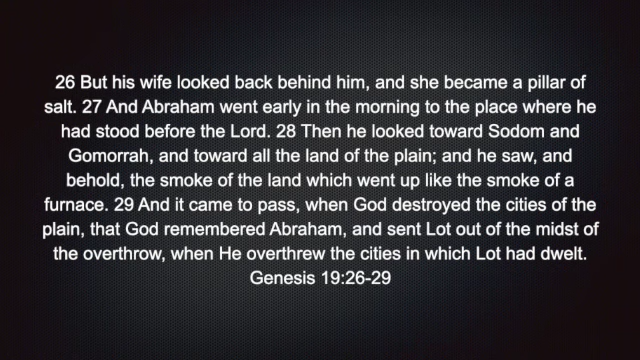 26 But his wife looked back behind him, and she became a pillar of
salt. 27 And Abraham went early in the morning to the place where he
had stood before the Lord. 28 Then he looked toward Sodom and
Gomorrah, and toward all the land of the plain; and he saw, and
behold, the smoke of the land which went up like the smoke of a
furnace. 29 And it came to pass, when God destroyed the cities of the
plain, that God remembered Abraham, and sent Lot out of the midst of
the overthrow, when He overthrew the cities in which Lot had dwelt.
Genesis 19:26-29